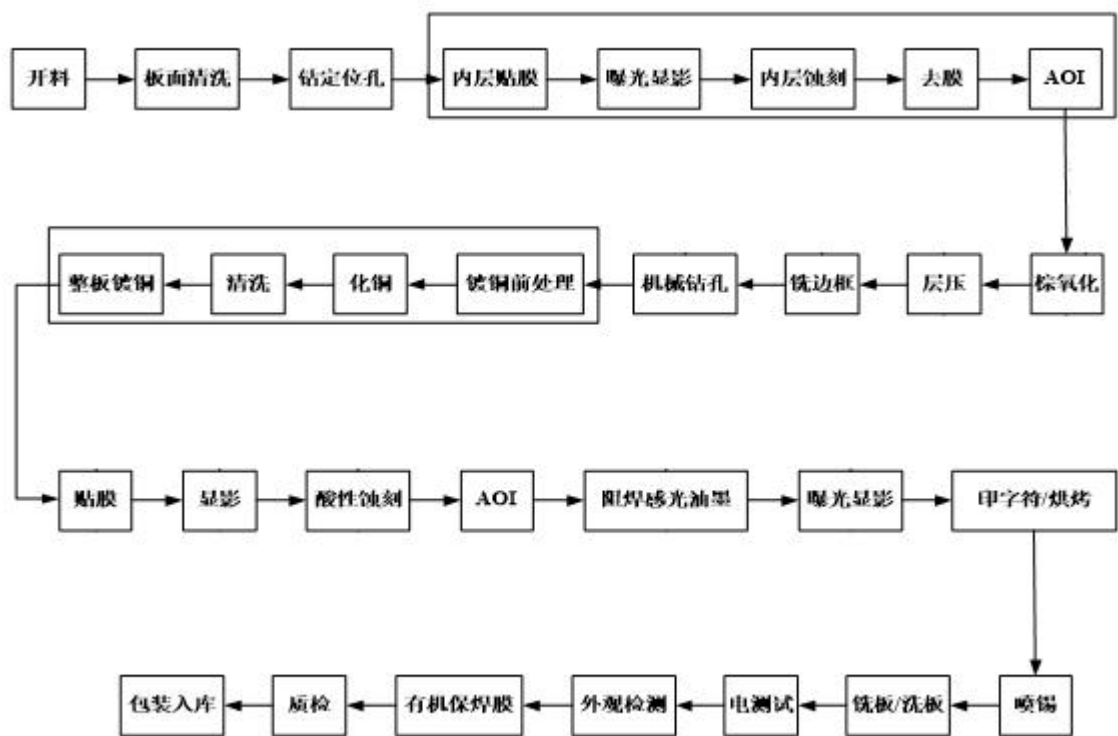 开料 板面清洗 钻定位孔 内层贴膜 曝光显影 内层蚀刻 去膜 AOI
整板镀铜 清洗 化铜 镀铜前处理 机械钻孔 铣边框 层压 棕氧化
贴膜 显影 酸性蚀刻 AOI 阻焊感光油墨 曝光显影 印字符/烘烤
包装入库 质检 有机保焊膜 外观检测 电测试 铣板/洗板 喷锡